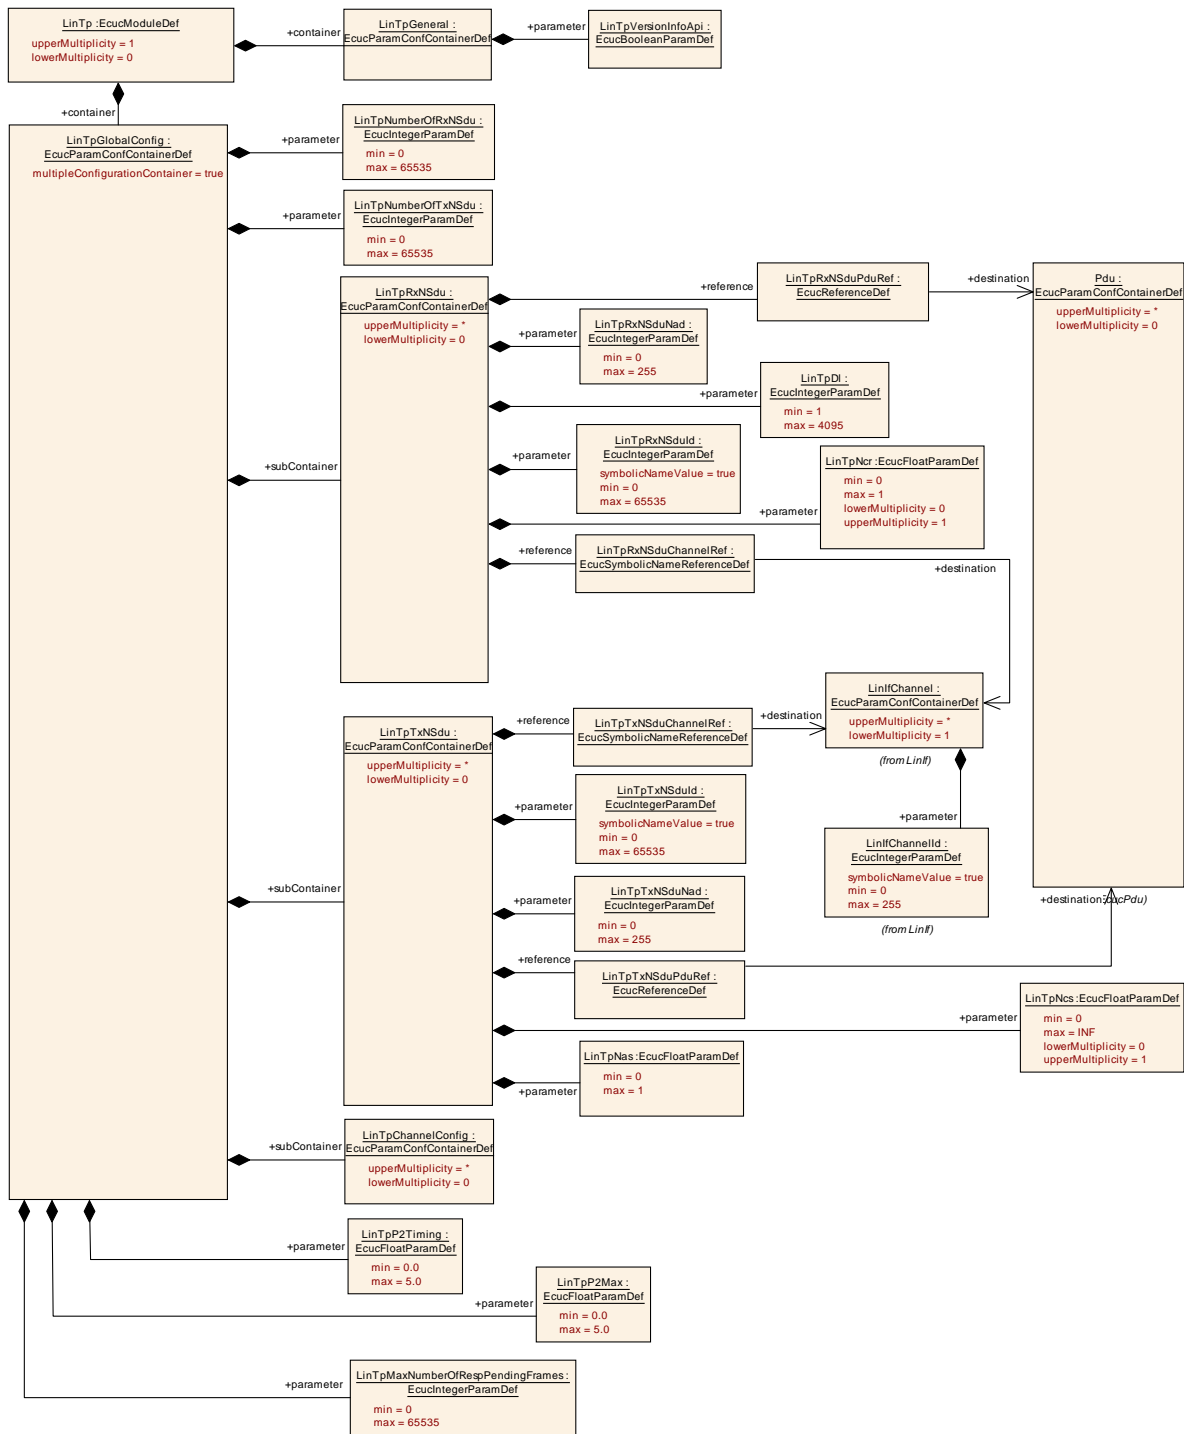 LinTp :EcucModuleDef
upperMultiplicity = 1
lowerMultiplicity = 0
+container
LinTpGeneral :
EcucParamConfContainerDef
+parameter
LinTpVersionInfoApi :
EcucBooleanParamDef
+container
LinTpGlobalConfig :
EcucParamConfContainerDef
multipleConfigurationContainer = true
+parameter
LinTpNumberOfRxNSdu :
EcucIntegerParamDef
min = 0
max = 65535
+parameter
LinTpNumberOfTxNSdu :
EcucIntegerParamDef
min = 0
max = 65535
+subContainer
LinTpRxNSdu :
EcucParamConfContainerDef
upperMultiplicity = *
lowerMultiplicity = 0
+reference
LinTpRxNSduPduRef :
EcucReferenceDef
+destination
Pdu :
EcucParamConfContainerDef
upperMultiplicity = *
lowerMultiplicity = 0
+parameter
LinTpRxNSduNad :
EcucIntegerParamDef
min = 0
max = 255
+parameter
LinTpDl :
EcucIntegerParamDef
min = 1
max = 4095
+parameter
LinTpRxNSduId :
EcucIntegerParamDef
symbolicNameValue = true
min = 0
max = 65535
+parameter
LinTpNcr :EcucFloatParamDef
min = 0
max = 1
lowerMultiplicity = 0
upperMultiplicity = 1
+reference
LinTpRxNSduChannelRef :
EcucSymbolicNameReferenceDef
+destination
LinIfChannel :
EcucParamConfContainerDef
upperMultiplicity = *
lowerMultiplicity = 1
(from LinIf)
+subContainer
LinTpTxNSdu :
EcucParamConfContainerDef
upperMultiplicity = *
lowerMultiplicity = 0
+reference
LinTpTxNSduChannelRef :
EcucSymbolicNameReferenceDef
+destination
+parameter
LinTpTxNSduId :
EcucIntegerParamDef
symbolicNameValue = true
min = 0
max = 65535
+parameter
LinIfChannelId :
EcucIntegerParamDef
symbolicNameValue = true
min = 0
max = 255
(from LinIf)
+parameter
LinTpTxNSduNad :
EcucIntegerParamDef
min = 0
max = 255
+destination
+reference
LinTpTxNSduPduRef :
EcucReferenceDef
+parameter
LinTpNcs :EcucFloatParamDef
min = 0
max = INF
lowerMultiplicity = 0
upperMultiplicity = 1
+parameter
LinTpNas :EcucFloatParamDef
min = 0
max = 1
+subContainer
LinTpChannelConfig :
EcucParamConfContainerDef
upperMultiplicity = *
lowerMultiplicity = 0
+parameter
LinTpP2Timing :
EcucFloatParamDef
min = 0.0
max = 5.0
+parameter
LinTpP2Max :
EcucFloatParamDef
min = 0.0
max = 5.0
+parameter
LinTpMaxNumberOfRespPendingFrames :
EcucIntegerParamDef
min = 0
max = 65535